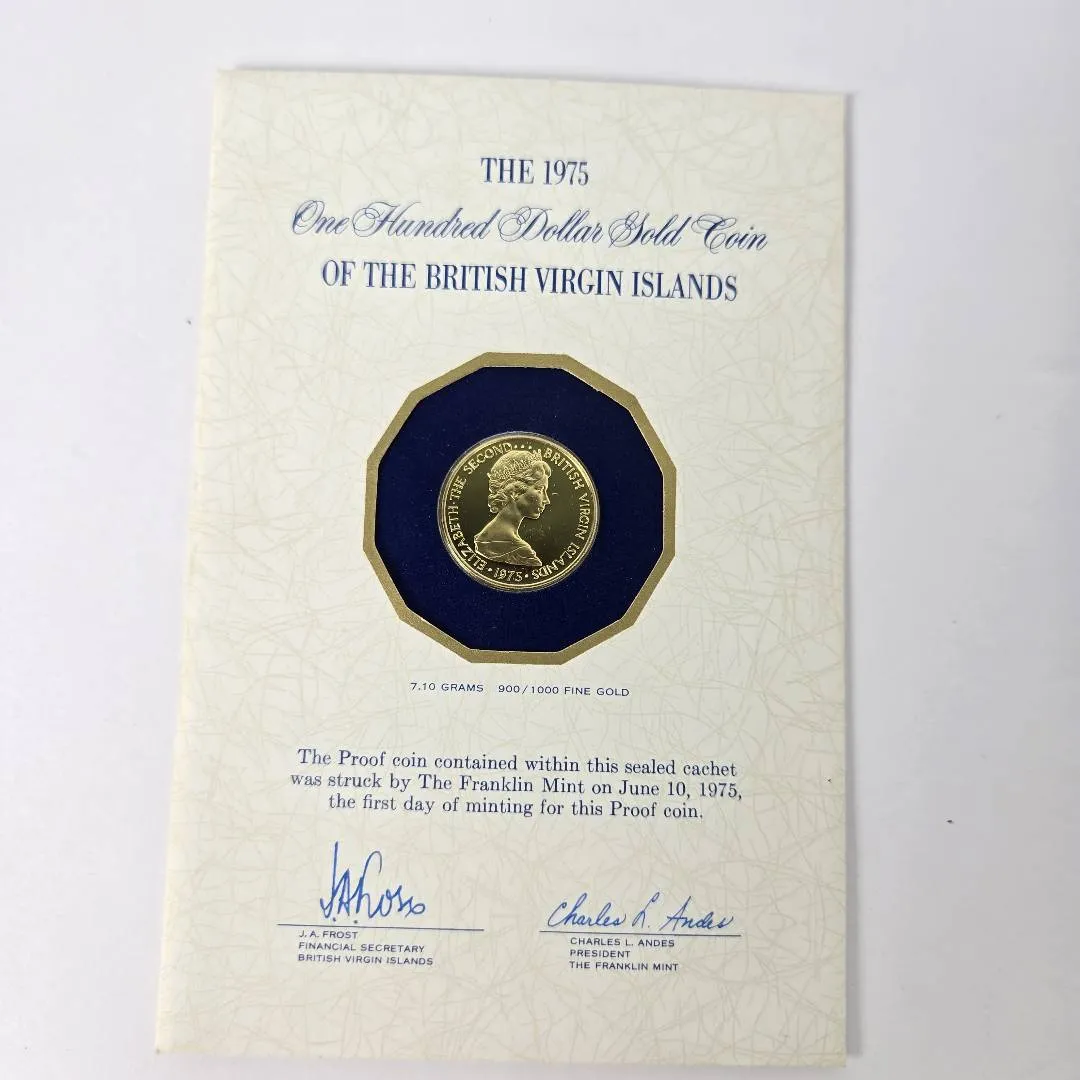 THE 1975
One Hundred Dollar Gold Coin
OF THE BRITISH VIRGIN ISLANDS
ELIZABETH·THE SECOND... BRITISH VIRGIN ISLANDS
·1975·
7.10 GRAMS 900/1000 FINE GOLD
The Proof coin contained within this sealed cachet
was struck by The Franklin Mint on June 10, 1975,
the first day of minting for this Proof coin.
J.A. Frost
Charles L. Andes
J. A. FROST
FINANCIAL SECRETARY
BRITISH VIRGIN ISLANDS
CHARLES L. ANDES
PRESIDENT
THE FRANKLIN MINT